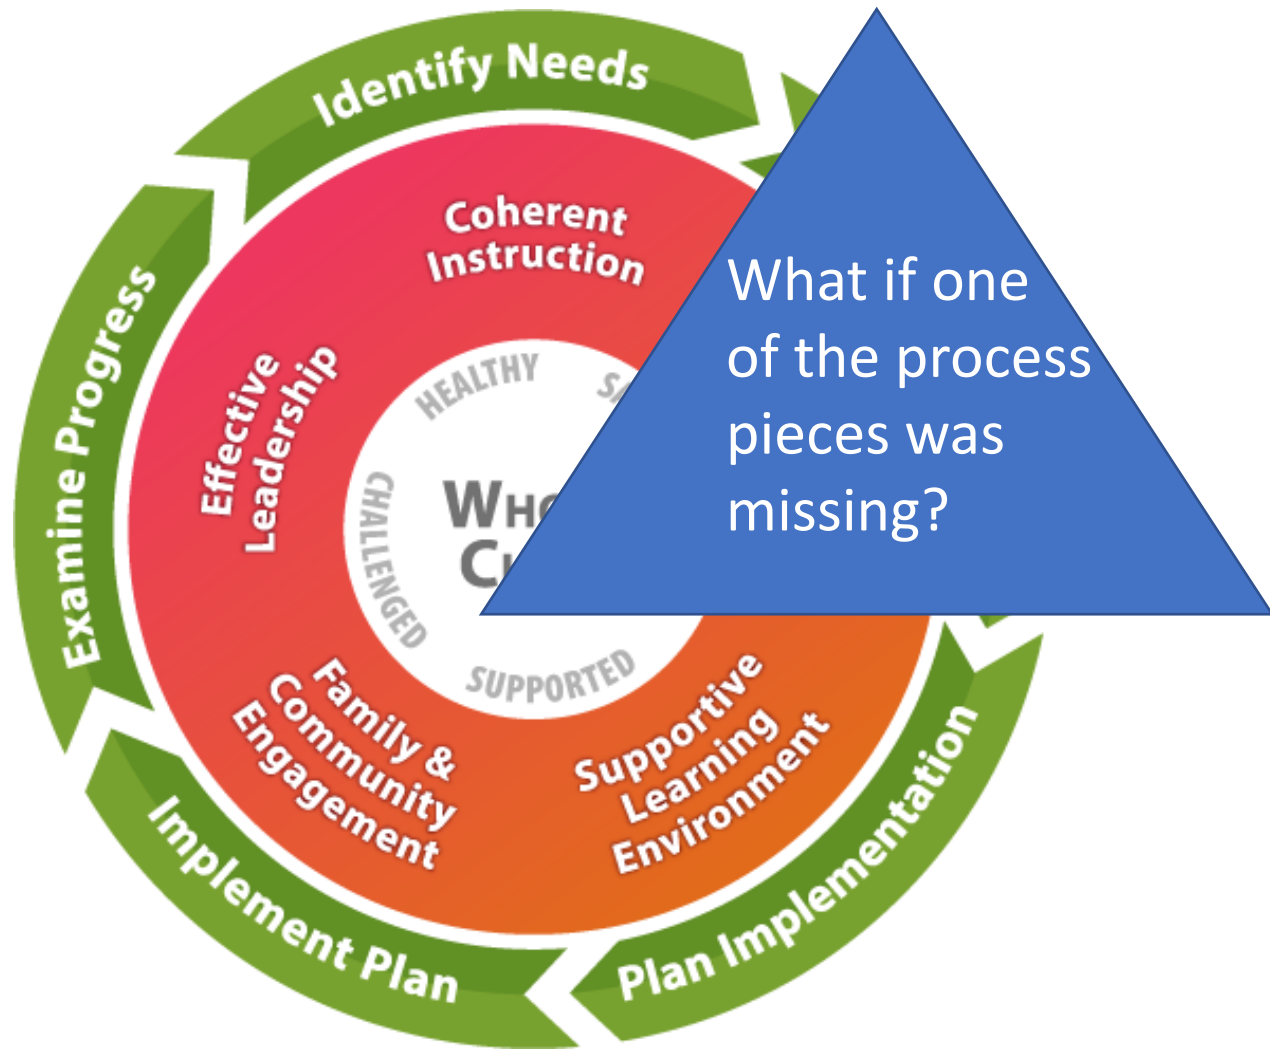 Identify Needs
Examine Progress
Coherent
Instruction
Effective
Leadership
HEALTHY
CHALLENGED
SUPPORTED
What if one
of the process
pieces was
missing?
Family &
Community
Engagement
Supportive
Learning
Environment
Implement Plan
Plan Implementation